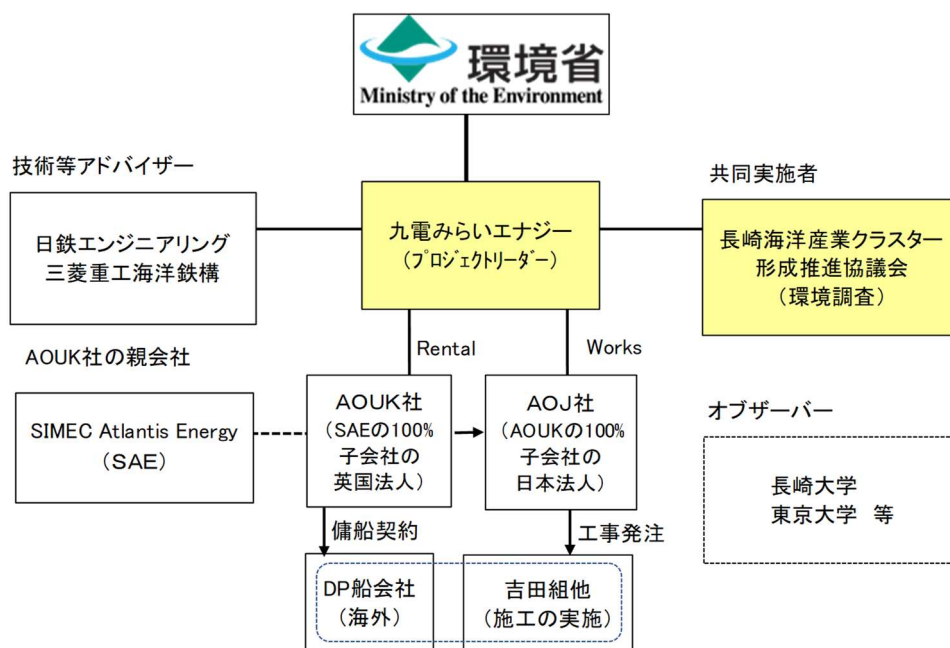 環境省
Ministry of the Environment
技術等アドバイザー
日鉄エンジニアリング
三菱重工海洋鉄構
九電みらいエナジー
（ﾌﾟﾛｼﾞｪｸﾄﾘｰﾀﾞｰ）
共同実施者
長崎海洋産業クラスター
形成推進協議会
（環境調査）
Rental
Works
AOUK社の親会社
SIMEC Atlantis Energy
（SAE）
AOUK社
（SAEの100%
子会社の
英国法人）
AOJ社
（AOUKの100%
子会社の
日本法人）
オブザーバー
長崎大学
東京大学 等
傭船契約
工事発注
DP船会社
（海外）
吉田組他
（施工の実施）